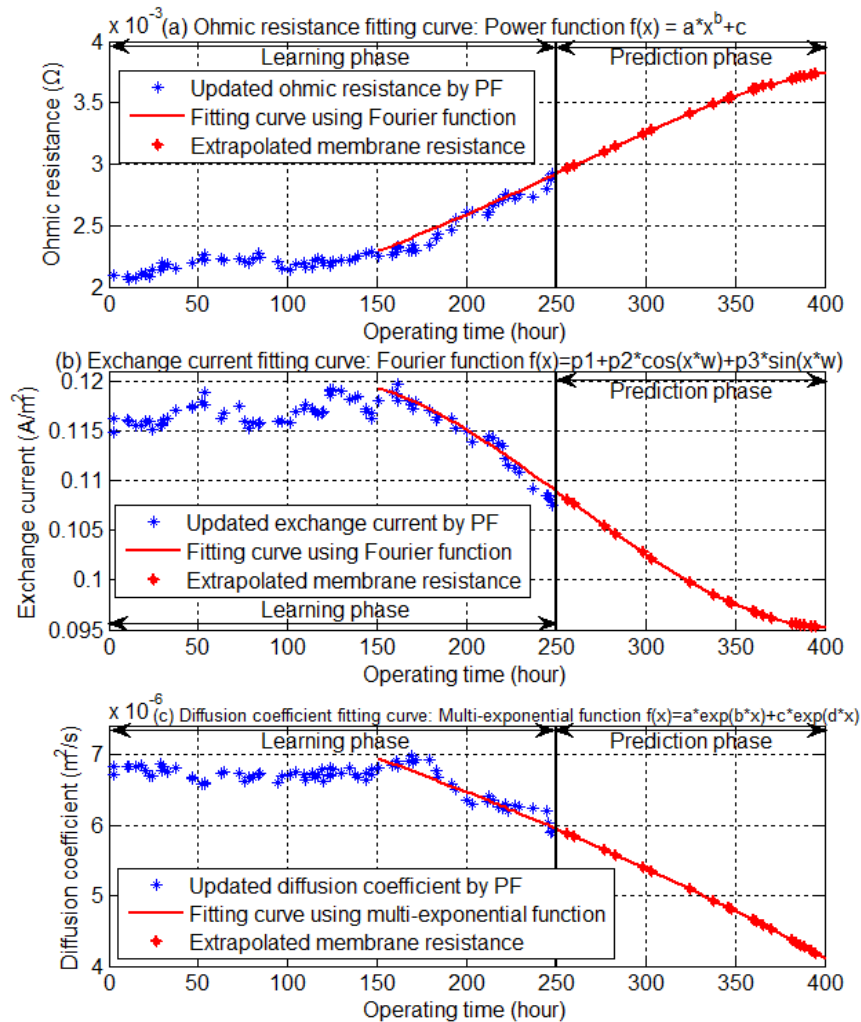 x 10^-3
(a) Ohmic resistance fitting curve: Power function f(x) = a*x^b+c
4
3.5
3
2.5
2
Ohmic resistance (Ω)
Learning phase
Prediction phase
Updated ohmic resistance by PF
Fitting curve using Fourier function
Extrapolated membrane resistance
0 50 100 150 200 250 300 350 400
Operating time (hour)
(b) Exchange current fitting curve: Fourier function f(x)=p1+p2*cos(x*w)+p3*sin(x*w)
0.12
0.115
0.11
0.105
0.1
0.095
Exchange current (A/m²)
Prediction phase
Updated exchange current by PF
Fitting curve using Fourier function
Extrapolated membrane resistance
Learning phase
0 50 100 150 200 250 300 350 400
Operating time (hour)
x 10^-6
(c) Diffusion coefficient fitting curve: Multi-exponential function f(x)=a*exp(b*x)+c*exp(d*x)
7
6
5
4
Diffusion coefficient (m²/s)
Learning phase
Prediction phase
Updated diffusion coefficient by PF
Fitting curve using multi-exponential function
Extrapolated membrane resistance
0 50 100 150 200 250 300 350 400
Operating time (hour)